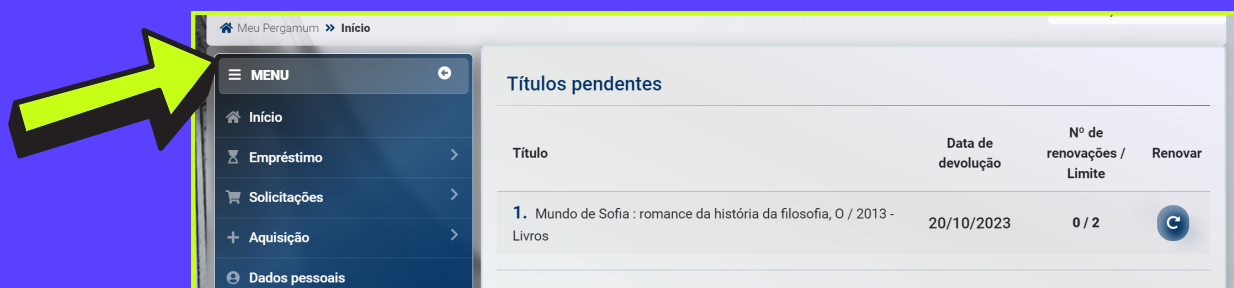 Meu Pergamum » Início
MENU
Início
Empréstimo
Solicitações
Aquisição
Dados pessoais
Títulos pendentes
Título
Data de
devolução
Nº de
renovações /
Limite
Renovar
1. Mundo de Sofia : romance da história da filosofia, O / 2013 -
Livros
20/10/2023
0 / 2